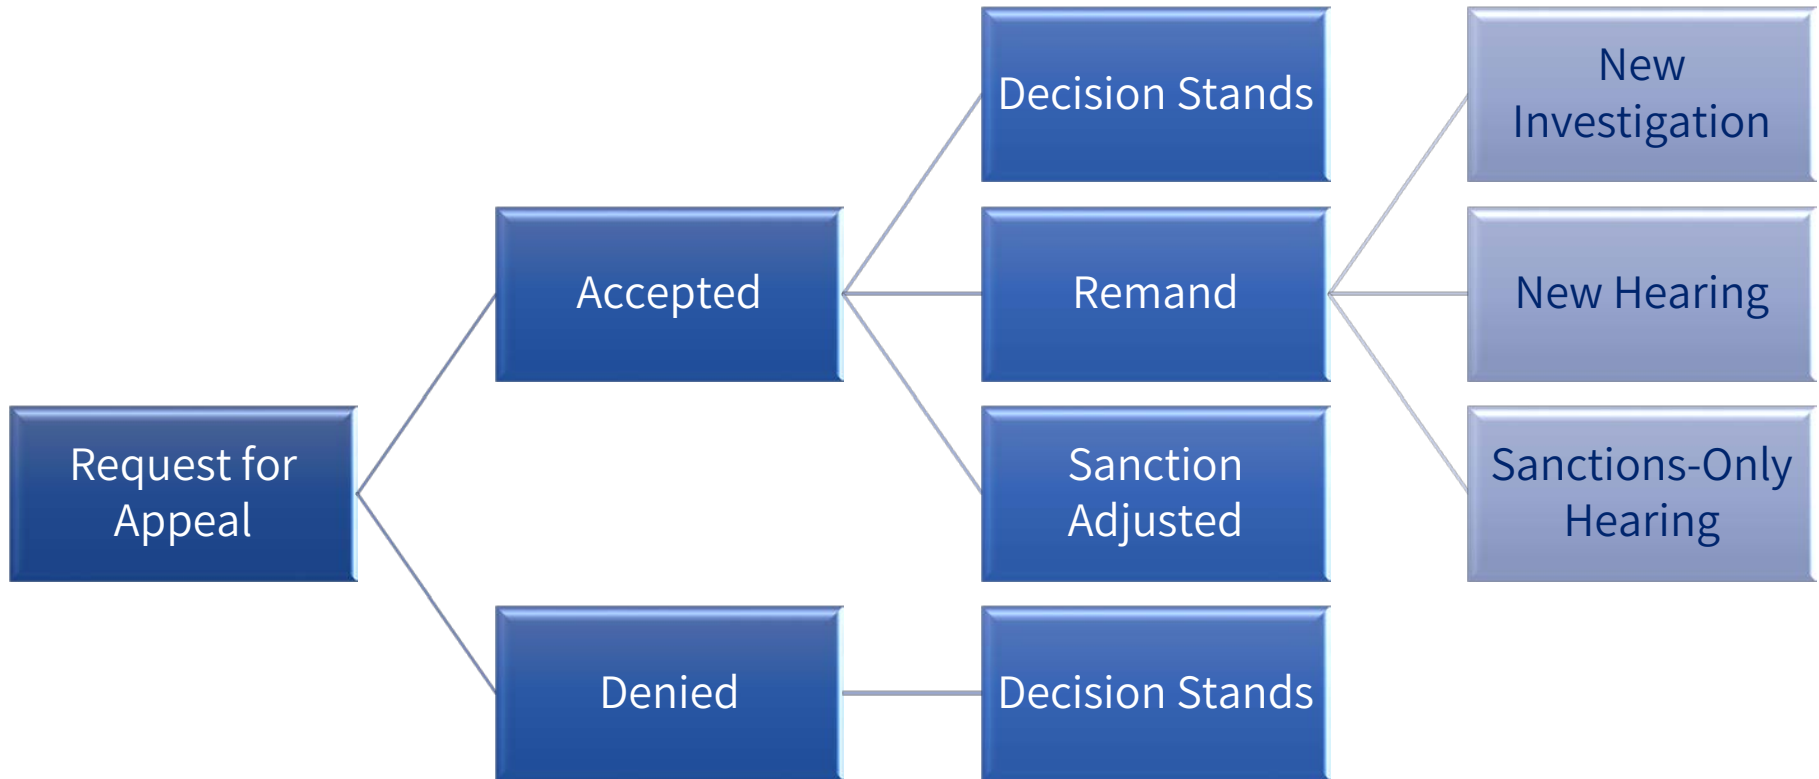 Request for
Appeal
Accepted
Denied
Decision Stands
Remand
Sanction
Adjusted
Decision Stands
New
Investigation
New Hearing
Sanctions-Only
Hearing